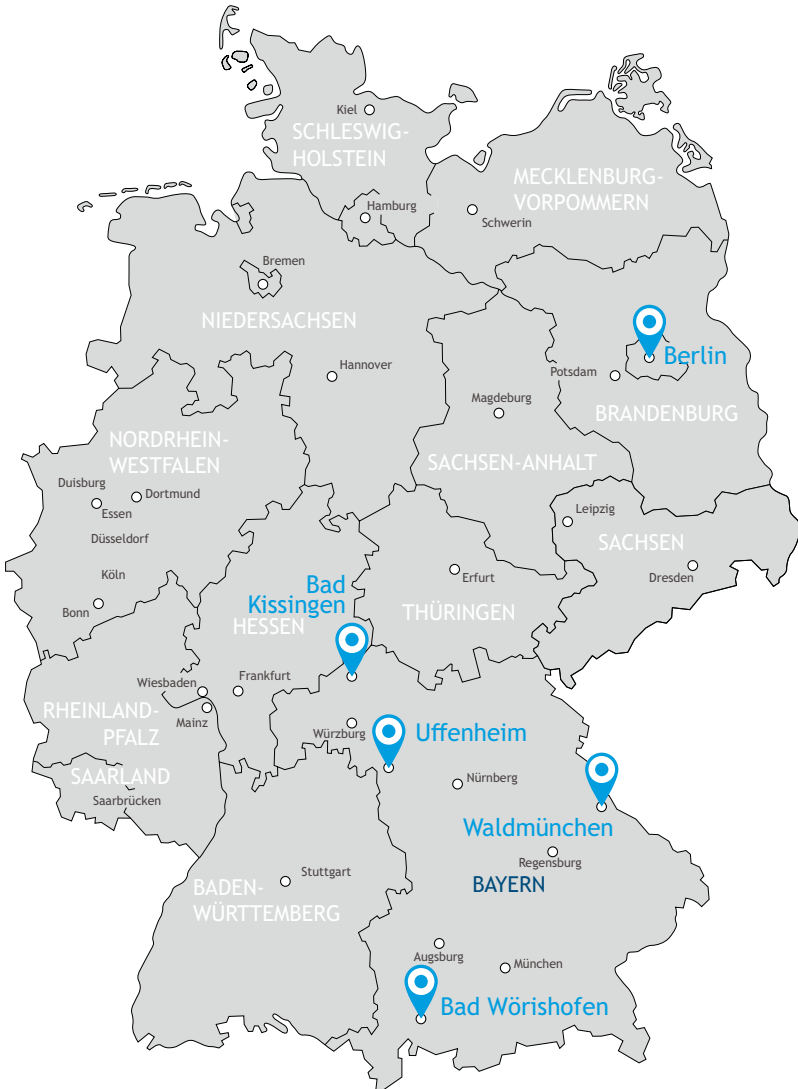 Kiel
SCHLESWIG-
HOLSTEIN
MECKLENBURG-
VORPOMMERN
Hamburg
Schwerin
Bremen
NIEDERSACHSEN
Berlin
Hannover
Potsdam
Magdeburg
BRANDENBURG
NORDRHEIN-
WESTFALEN
SACHSEN-ANHALT
Duisburg
Dortmund
Essen
Leipzig
Düsseldorf
SACHSEN
Köln
Erfurt
Dresden
Bad
Kissingen
Bonn
THÜRINGEN
HESSEN
Wiesbaden
Frankfurt
RHEINLAND-
PFALZ
Mainz
Würzburg
Uffenheim
SAARLAND
Nürnberg
Saarbrücken
Waldmünchen
Regensburg
Stuttgart
BADEN-
WÜRTTEMBERG
BAYERN
Augsburg
München
Bad Wörishofen